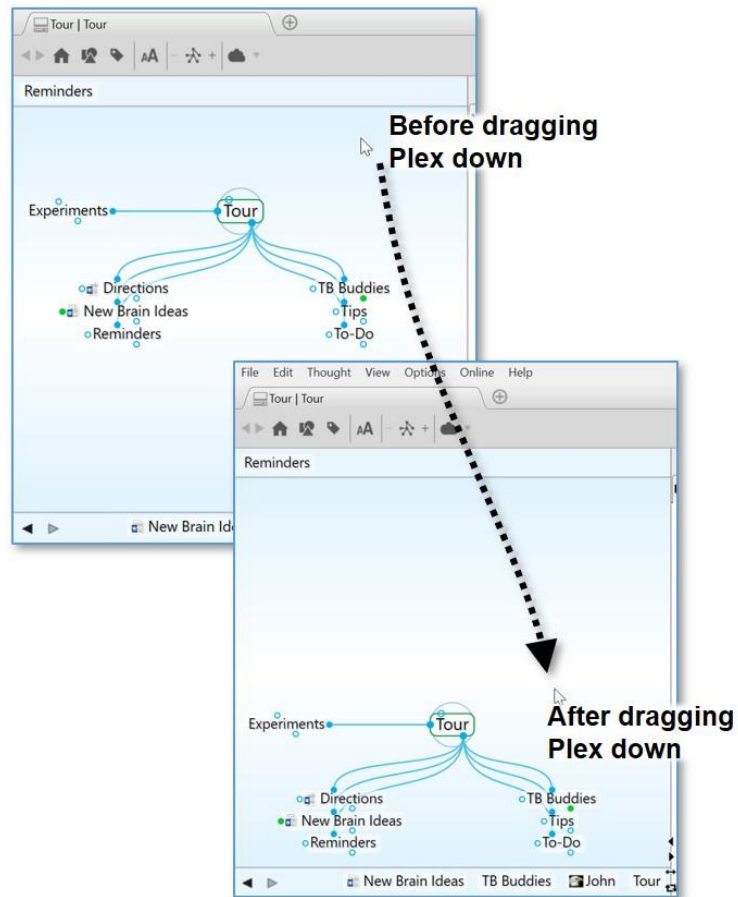 Tour | Tour
AA
Reminders
Before dragging
Plex down
Experiments
Tour
Directions
TB Buddies
New Brain Ideas
Tips
Reminders
To-Do
New Brain Ide
File Edit Thought View Options Online Help
Tour | Tour
AA
Reminders
After dragging
Plex down
Experiments
Tour
Directions
TB Buddies
New Brain Ideas
Tips
Reminders
To-Do
New Brain Ideas TB Buddies John Tour